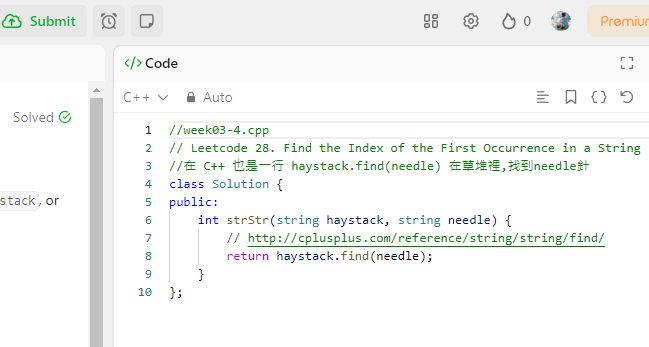 Submit
0
Premiu
Solved
stack, or
Code
C++
Auto
1 //week03-4.cpp
2 // Leetcode 28. Find the Index of the First Occurrence in a String
3 //在 C++ 也是一行 haystack.find(needle) 在草堆裡,找到needle針
4 class Solution {
5 public:
6     int strStr(string haystack, string needle) {
7         // http://cplusplus.com/reference/string/string/find/
8         return haystack.find(needle);
9     }
10 };